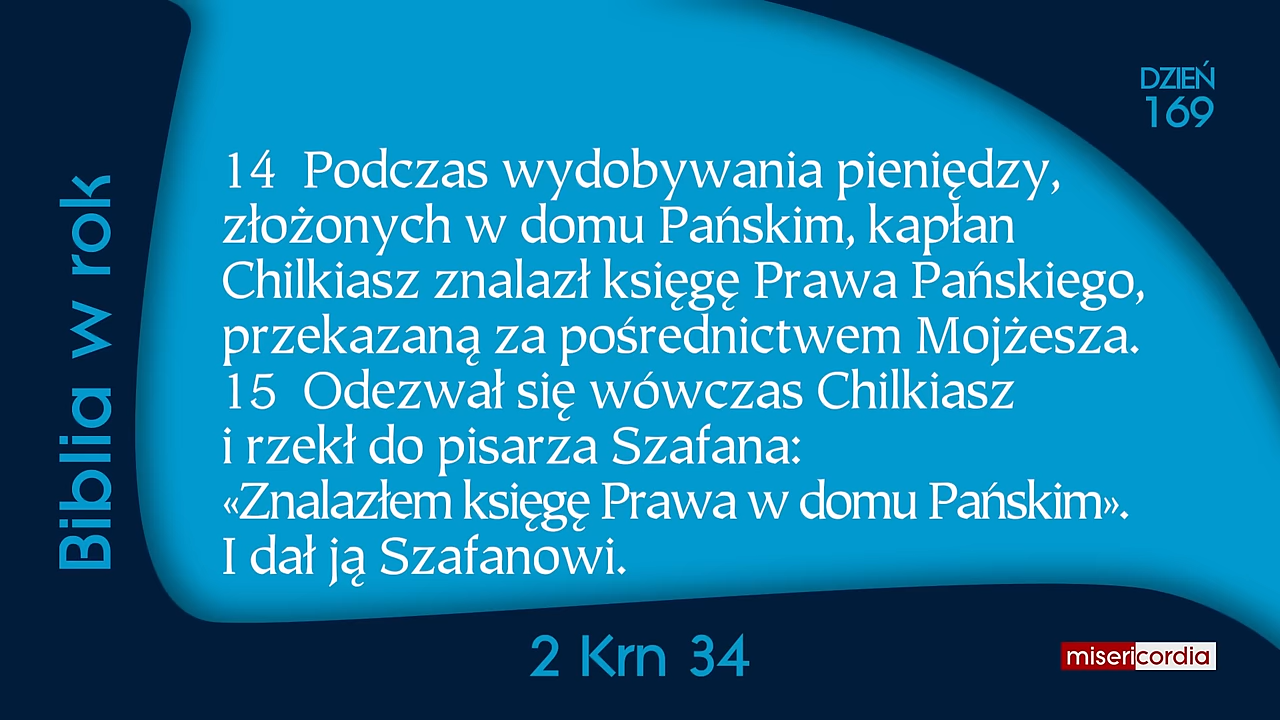 DZIEŃ
169
Biblia w rok
14 Podczas wydobywania pieniędzy,
złożonych w domu Pańskim, kapłan
Chilkiasz znalazł księgę Prawa Pańskiego,
przekazaną za pośrednictwem Mojżesza.
15 Odezwał się wówczas Chilkiasz
i rzekł do pisarza Szafana:
«Znalazłem księgę Prawa w domu Pańskim».
I dał ją Szafanowi.
2 Krn 34
misericordia